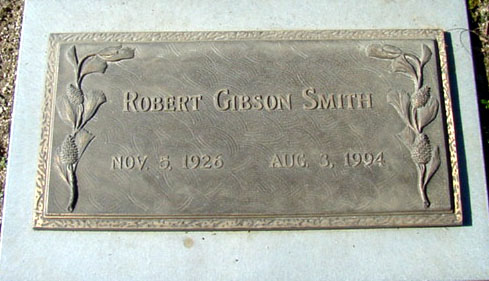 ROBERT GIBSON SMITH
NOV. 5, 1926 AUG. 3, 1994